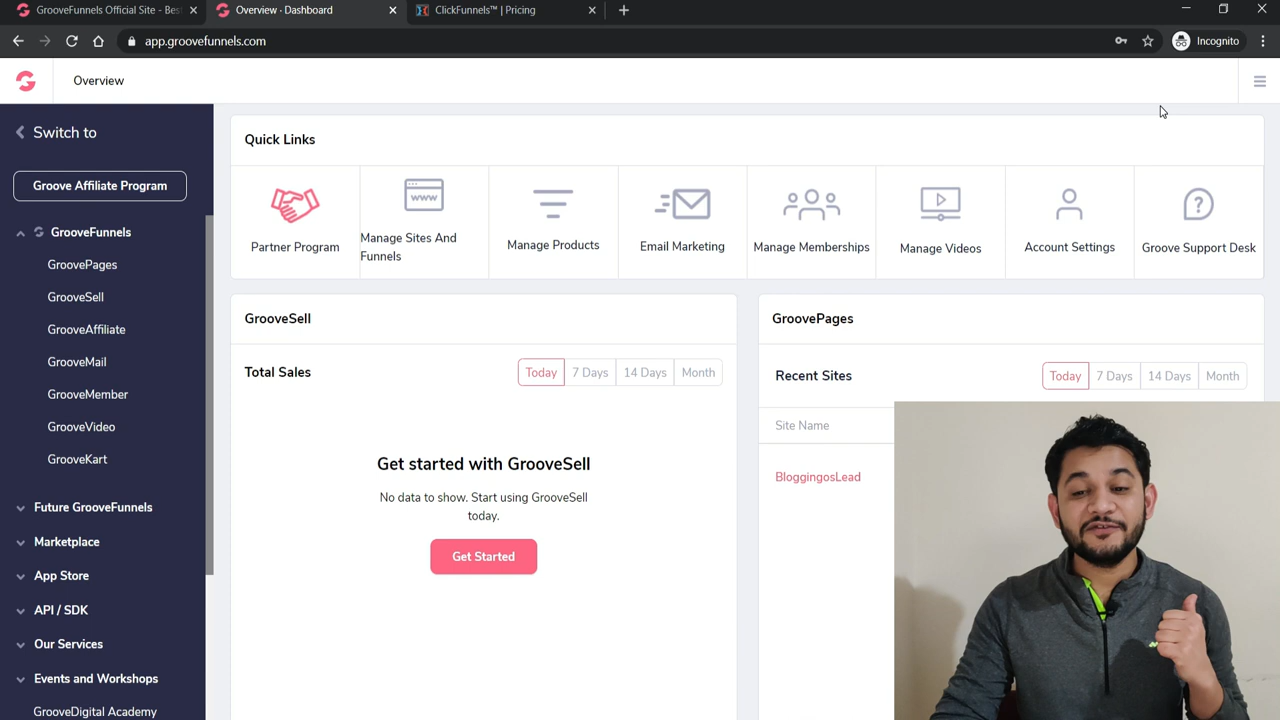 GrooveFunnels Official Site - Bes
Overview · Dashboard
ClickFunnels™ | Pricing
app.groovefunnels.com
Incognito
Overview
Switch to
Groove Affiliate Program
GrooveFunnels
GroovePages
GrooveSell
GrooveAffiliate
GrooveMail
GrooveMember
GrooveVideo
GrooveKart
Future GrooveFunnels
Marketplace
App Store
API / SDK
Our Services
Events and Workshops
GrooveDigital Academy
Quick Links
Partner Program
www
Manage Sites And
Funnels
Manage Products
Email Marketing
Manage Memberships
Manage Videos
Account Settings
Groove Support Desk
GrooveSell
Total Sales
Today
7 Days
14 Days
Month
Get started with GrooveSell
No data to show. Start using GrooveSell
today.
Get Started
GroovePages
Recent Sites
Today
7 Days
14 Days
Month
Site Name
BloggingosLead